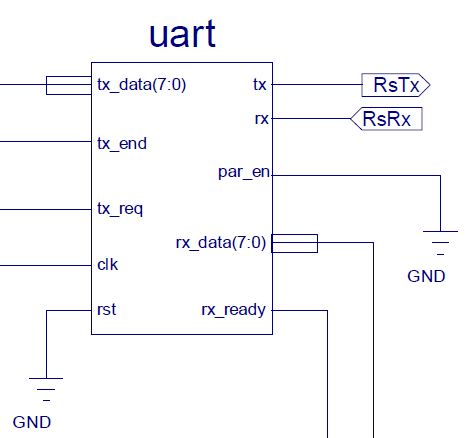 uart
tx_data(7:0)
tx
RsTx
rx
RsRx
tx_end
par_en
tx_req
rx_data(7:0)
clk
GND
rst
rx_ready
GND